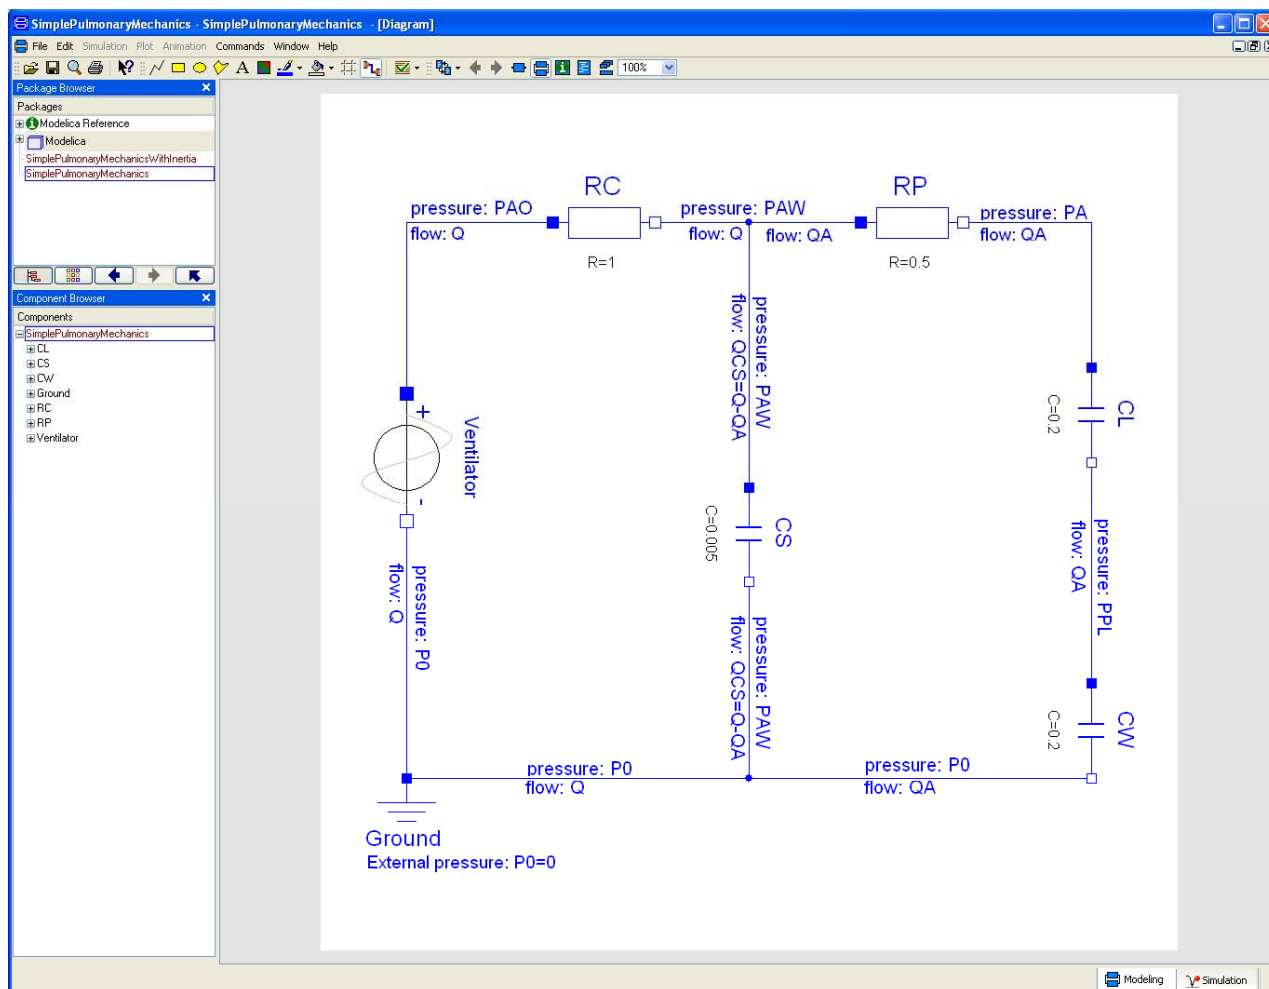 SimplePulmonaryMechanics - SimplePulmonaryMechanics - [Diagram]
File Edit Simulation Plot Animation Commands Window Help
100%
Package Browser
Packages
Modelica Reference
Modelica
SimplePulmonaryMechanicsWithInertia
SimplePulmonaryMechanics
Component Browser
Components
SimplePulmonaryMechanics
CL
CS
CW
Ground
RC
RP
Ventilator
RC
RP
pressure: PAO
flow: Q
pressure: PAW
flow: Q
flow: QA
pressure: PA
flow: QA
R=1
R=0.5
pressure: PAW
flow: QCS=Q-QA
+
Ventilator
-
CL
C=0.2
CS
C=0.005
pressure: PPL
flow: QA
pressure: P0
flow: Q
pressure: PAW
flow: QCS=Q-QA
CW
C=0.2
pressure: P0
flow: Q
pressure: P0
flow: QA
Ground
External pressure: P0=0
Modeling
Simulation